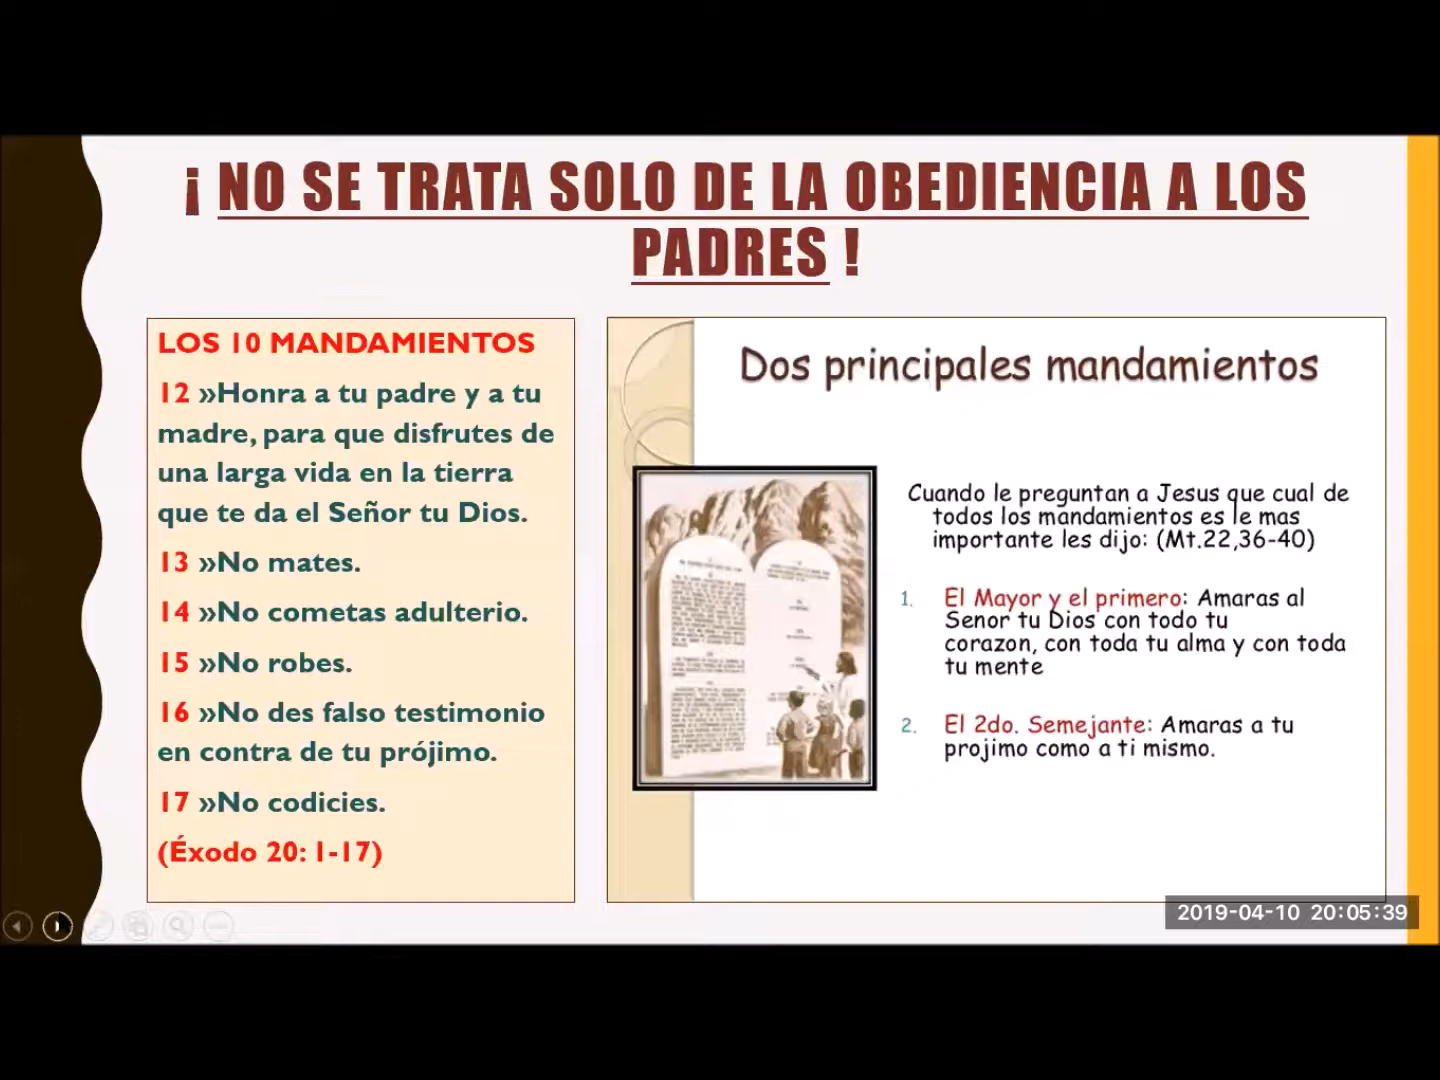 ¡ NO SE TRATA SOLO DE LA OBEDIENCIA A LOS
PADRES !
LOS 10 MANDAMIENTOS
12 »Honra a tu padre y a tu
madre, para que disfrutes de
una larga vida en la tierra
que te da el Señor tu Dios.
13 »No mates.
14 »No cometas adulterio.
15 »No robes.
16 »No des falso testimonio
en contra de tu prójimo.
17 »No codicies.
(Éxodo 20: 1-17)
Dos principales mandamientos
Cuando le preguntan a Jesus que cual de
todos los mandamientos es le mas
importante les dijo: (Mt.22,36-40)
1. El Mayor y el primero: Amaras al
Senor tu Dios con todo tu
corazon, con toda tu alma y con toda
tu mente
2. El 2do. Semejante: Amaras a tu
projimo como a ti mismo.
2019-04-10 20:05:39